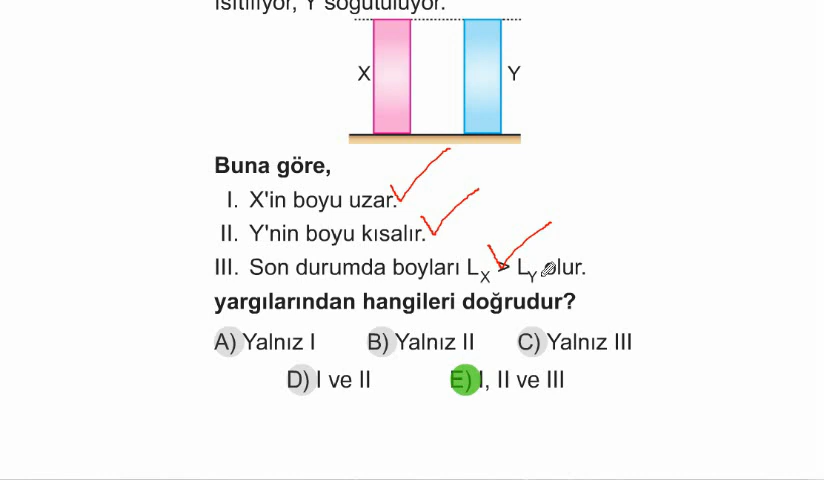 ısıtılıyor, Y soğutuluyor.
X
Y
Buna göre,
I. X'in boyu uzar.
II. Y'nin boyu kısalır.
III. Son durumda boyları LX > LY olur.
yargılarından hangileri doğrudur?
A) Yalnız I B) Yalnız II C) Yalnız III
D) I ve II E) I, II ve III